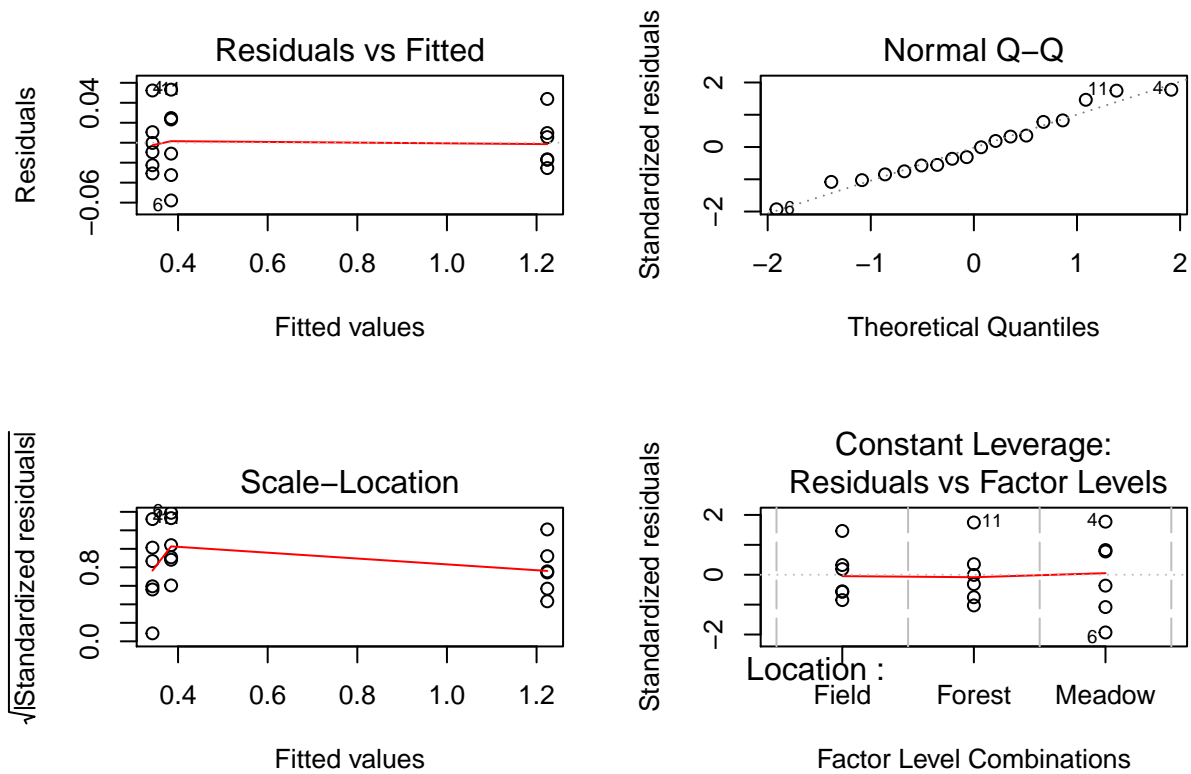 Residuals vs Fitted
Residuals
0.04
−0.06
4
11
6
0.4 0.6 0.8 1.0 1.2
Fitted values
Normal Q−Q
Standardized residuals
2
0
−2
11
4
6
−2 −1 0 1 2
Theoretical Quantiles
Scale−Location
√|Standardized residuals|
0.8
0.0
6
0.4 0.6 0.8 1.0 1.2
Fitted values
Constant Leverage:
Residuals vs Factor Levels
Standardized residuals
2
0
−2
11
4
6
Location :
Field Forest Meadow
Factor Level Combinations